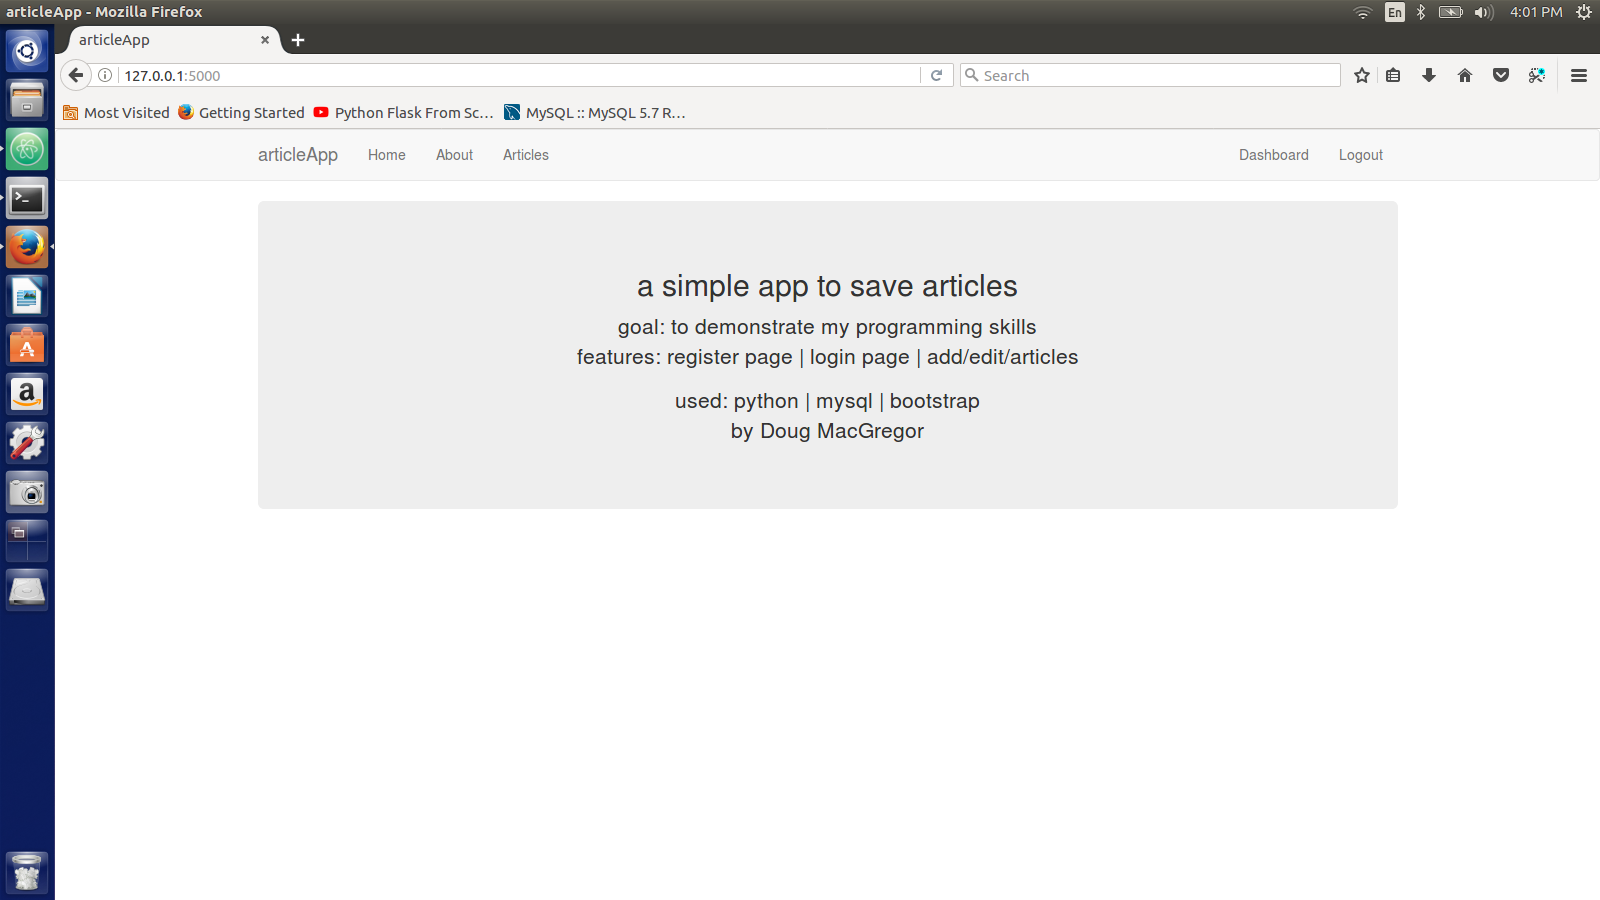 articleApp - Mozilla Firefox
En
4:01 PM
articleApp
127.0.0.1:5000
Search
Most Visited
Getting Started
Python Flask From Sc...
MySQL :: MySQL 5.7 R...
articleApp
Home
About
Articles
Dashboard
Logout
a simple app to save articles
goal: to demonstrate my programming skills
features: register page | login page | add/edit/articles
used: python | mysql | bootstrap
by Doug MacGregor